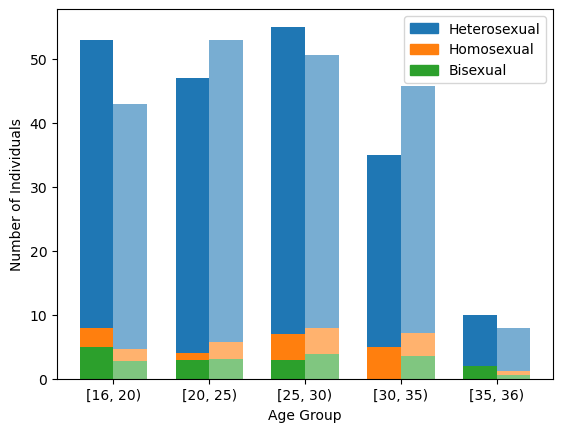 Heterosexual
Homosexual
Bisexual
Number of Individuals
50
40
30
20
10
0
[16, 20)
[20, 25)
[25, 30)
[30, 35)
[35, 36)
Age Group